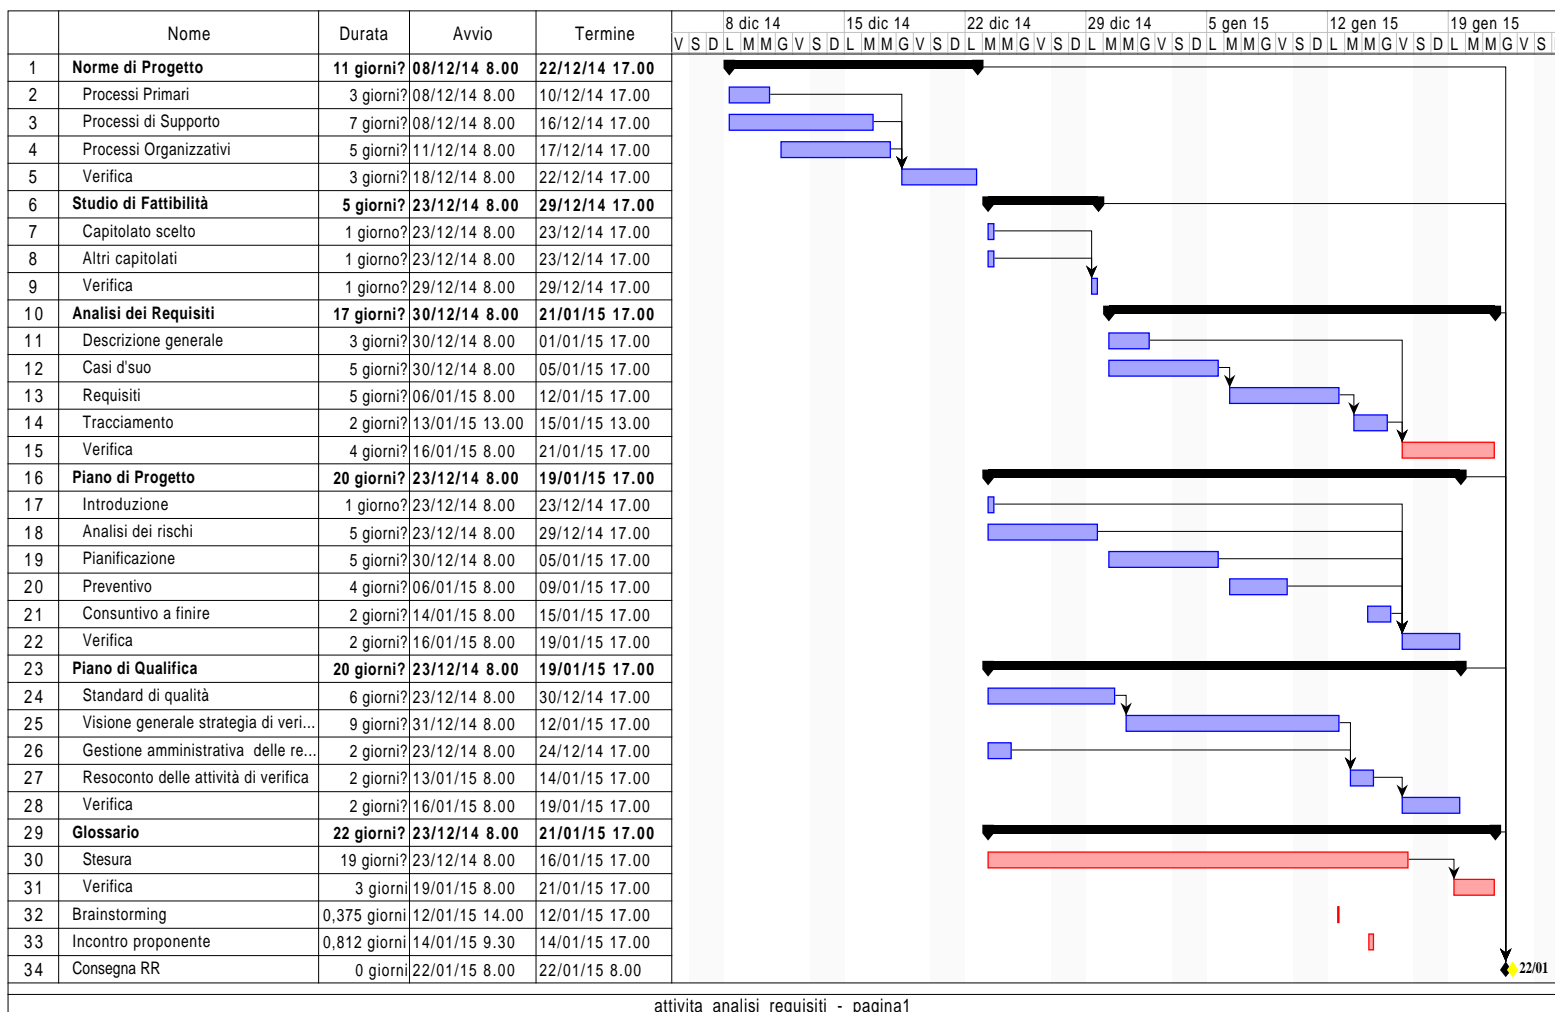 8 dic 14 15 dic 14 22 dic 14 29 dic 14 5 gen 15 12 gen 15 19 gen 15
Nome Durata Avvio Termine
V S D L M M G V S D L M M G V S D L M M G V S D L M M G V S D L M M G V S D L M M G V S D L M M G V S
1 Norme di Progetto 11 giorni? 08/12/14 8.00 22/12/14 17.00
2 Processi Primari 3 giorni? 08/12/14 8.00 10/12/14 17.00
3 Processi di Supporto 7 giorni? 08/12/14 8.00 16/12/14 17.00
4 Processi Organizzativi 5 giorni? 11/12/14 8.00 17/12/14 17.00
5 Verifica 3 giorni? 18/12/14 8.00 22/12/14 17.00
6 Studio di Fattibilità 5 giorni? 23/12/14 8.00 29/12/14 17.00
7 Capitolato scelto 1 giorno? 23/12/14 8.00 23/12/14 17.00
8 Altri capitolati 1 giorno? 23/12/14 8.00 23/12/14 17.00
9 Verifica 1 giorno? 29/12/14 8.00 29/12/14 17.00
10 Analisi dei Requisiti 17 giorni? 30/12/14 8.00 21/01/15 17.00
11 Descrizione generale 3 giorni? 30/12/14 8.00 01/01/15 17.00
12 Casi d'suo 5 giorni? 30/12/14 8.00 05/01/15 17.00
13 Requisiti 5 giorni? 06/01/15 8.00 12/01/15 17.00
14 Tracciamento 2 giorni? 13/01/15 13.00 15/01/15 13.00
15 Verifica 4 giorni? 16/01/15 8.00 21/01/15 17.00
16 Piano di Progetto 20 giorni? 23/12/14 8.00 19/01/15 17.00
17 Introduzione 1 giorno? 23/12/14 8.00 23/12/14 17.00
18 Analisi dei rischi 5 giorni? 23/12/14 8.00 29/12/14 17.00
19 Pianificazione 5 giorni? 30/12/14 8.00 05/01/15 17.00
20 Preventivo 4 giorni? 06/01/15 8.00 09/01/15 17.00
21 Consuntivo a finire 2 giorni? 14/01/15 8.00 15/01/15 17.00
22 Verifica 2 giorni? 16/01/15 8.00 19/01/15 17.00
23 Piano di Qualifica 20 giorni? 23/12/14 8.00 19/01/15 17.00
24 Standard di qualità 6 giorni? 23/12/14 8.00 30/12/14 17.00
25 Visione generale strategia di veri... 9 giorni? 31/12/14 8.00 12/01/15 17.00
26 Gestione amministrativa delle re... 2 giorni? 23/12/14 8.00 24/12/14 17.00
27 Resoconto delle attività di verifica 2 giorni? 13/01/15 8.00 14/01/15 17.00
28 Verifica 2 giorni? 16/01/15 8.00 19/01/15 17.00
29 Glossario 22 giorni? 23/12/14 8.00 21/01/15 17.00
30 Stesura 19 giorni? 23/12/14 8.00 16/01/15 17.00
31 Verifica 3 giorni 19/01/15 8.00 21/01/15 17.00
32 Brainstorming 0,375 giorni 12/01/15 14.00 12/01/15 17.00
33 Incontro proponente 0,812 giorni 14/01/15 9.30 14/01/15 17.00
34 Consegna RR 0 giorni 22/01/15 8.00 22/01/15 8.00 22/01
attivita analisi requisiti - pagina1